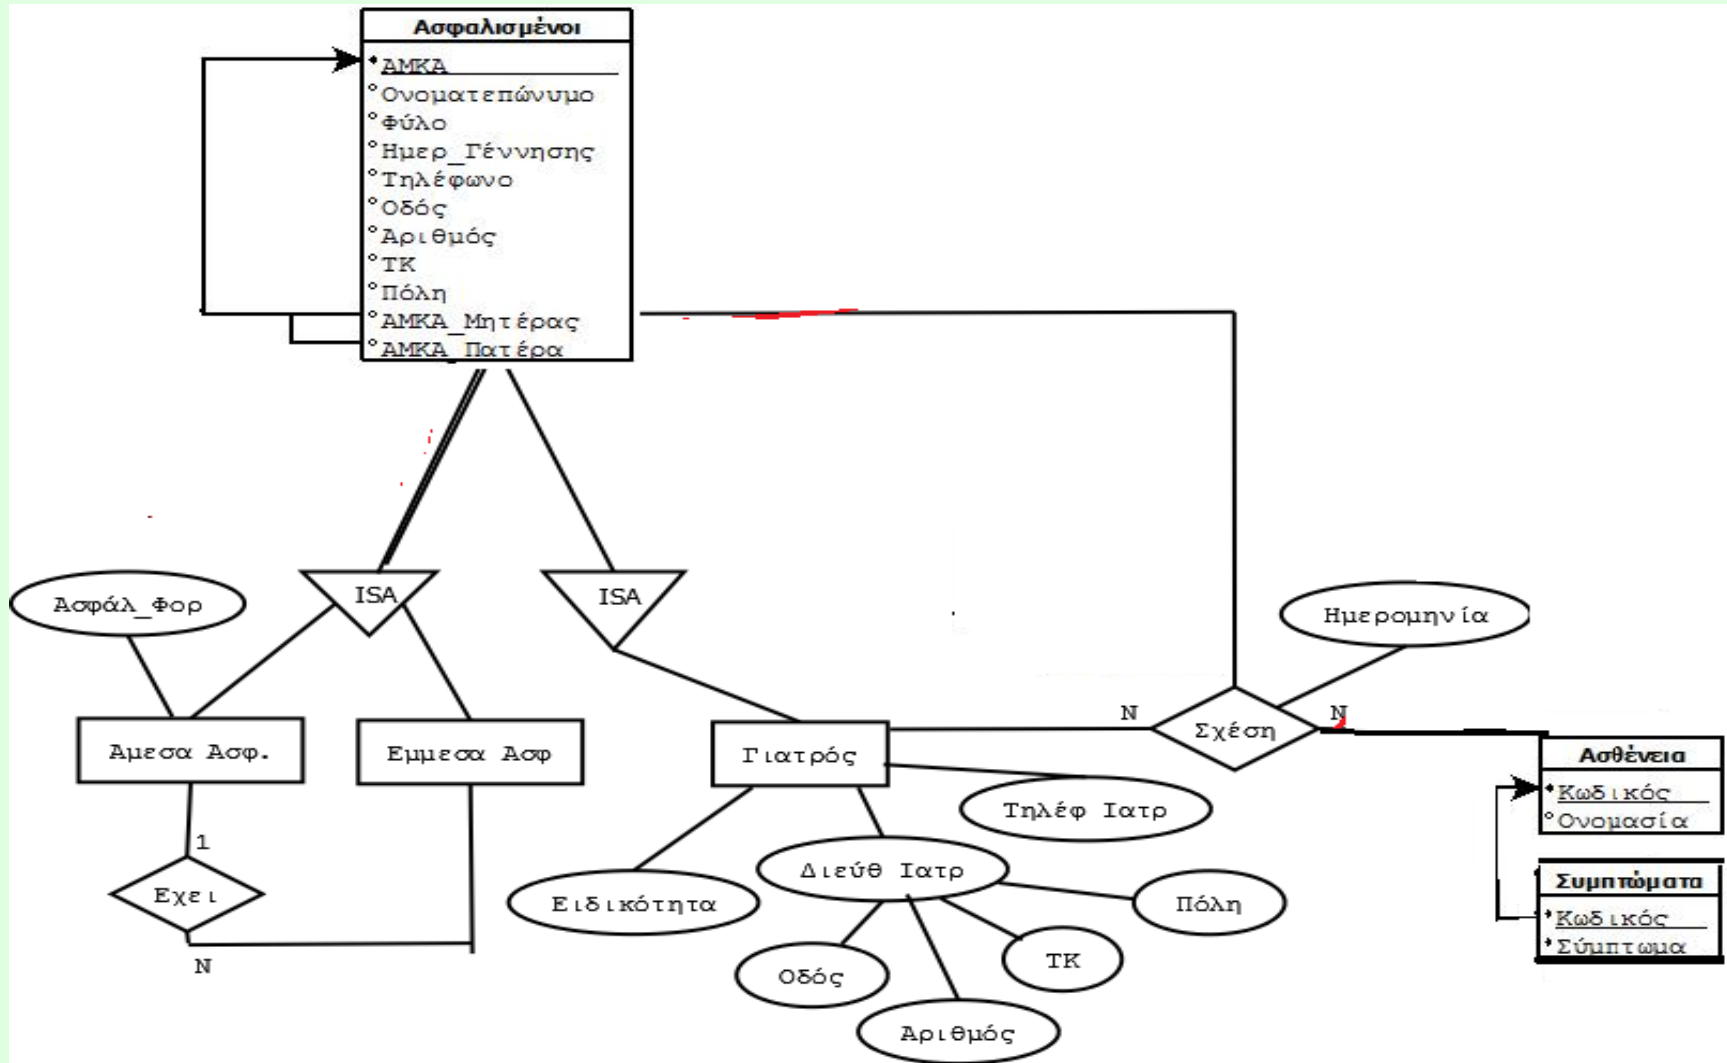 Ασφαλισμένοι
ΑΜΚΑ
Ονοματεπώνυμο
Φύλο
Ημερ_Γέννησης
Τηλέφωνο
Οδός
Αριθμός
ΤΚ
Πόλη
ΑΜΚΑ_Μητέρας
ΑΜΚΑ_Πατέρα
ISA
ISA
Ασφάλ_Φορ
Ημερομηνία
Άμεσα Ασφ.
Εμμεσα Ασφ
Γιατρός
N
Σχέση
N
Ασθένεια
Κωδικός
Ονομασία
Τηλέφ Ιατρ
1
Εχει
N
Διεύθ Ιατρ
Ειδικότητα
Πόλη
Συμπτώματα
Κωδικός
Σύμπτωμα
Οδός
ΤΚ
Αριθμός